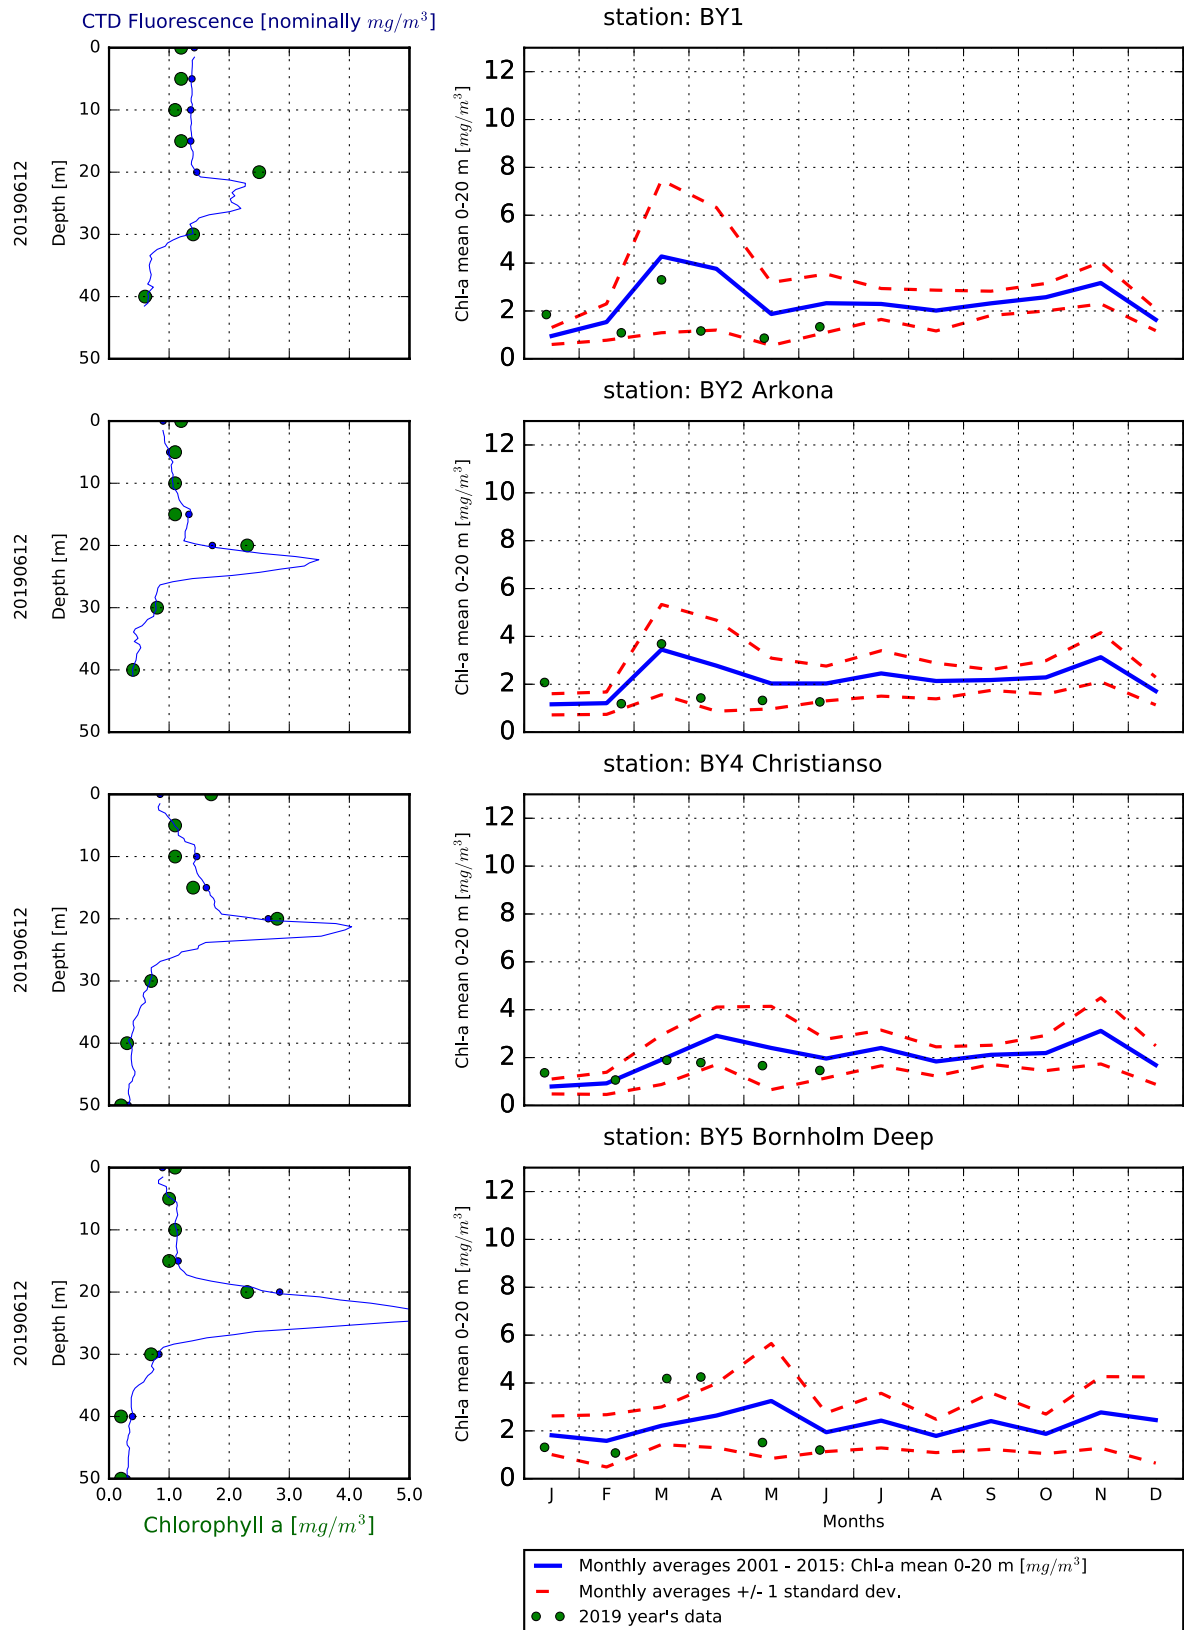 CTD Fluorescence [nominally mg/m³]
station: BY1
20190612
Depth [m]
0
10
20
30
40
50
Chl-a mean 0-20 m [mg/m³]
12
10
8
6
4
2
0
station: BY2 Arkona
20190612
Depth [m]
0
10
20
30
40
50
Chl-a mean 0-20 m [mg/m³]
12
10
8
6
4
2
0
station: BY4 Christianso
20190612
Depth [m]
0
10
20
30
40
50
Chl-a mean 0-20 m [mg/m³]
12
10
8
6
4
2
0
station: BY5 Bornholm Deep
20190612
Depth [m]
0
10
20
30
40
50
0.0 1.0 2.0 3.0 4.0 5.0
Chlorophyll a [mg/m³]
Chl-a mean 0-20 m [mg/m³]
12
10
8
6
4
2
0
J F M A M J J A S O N D
Months
Monthly averages 2001 - 2015: Chl-a mean 0-20 m [mg/m³]
Monthly averages +/- 1 standard dev.
2019 year's data